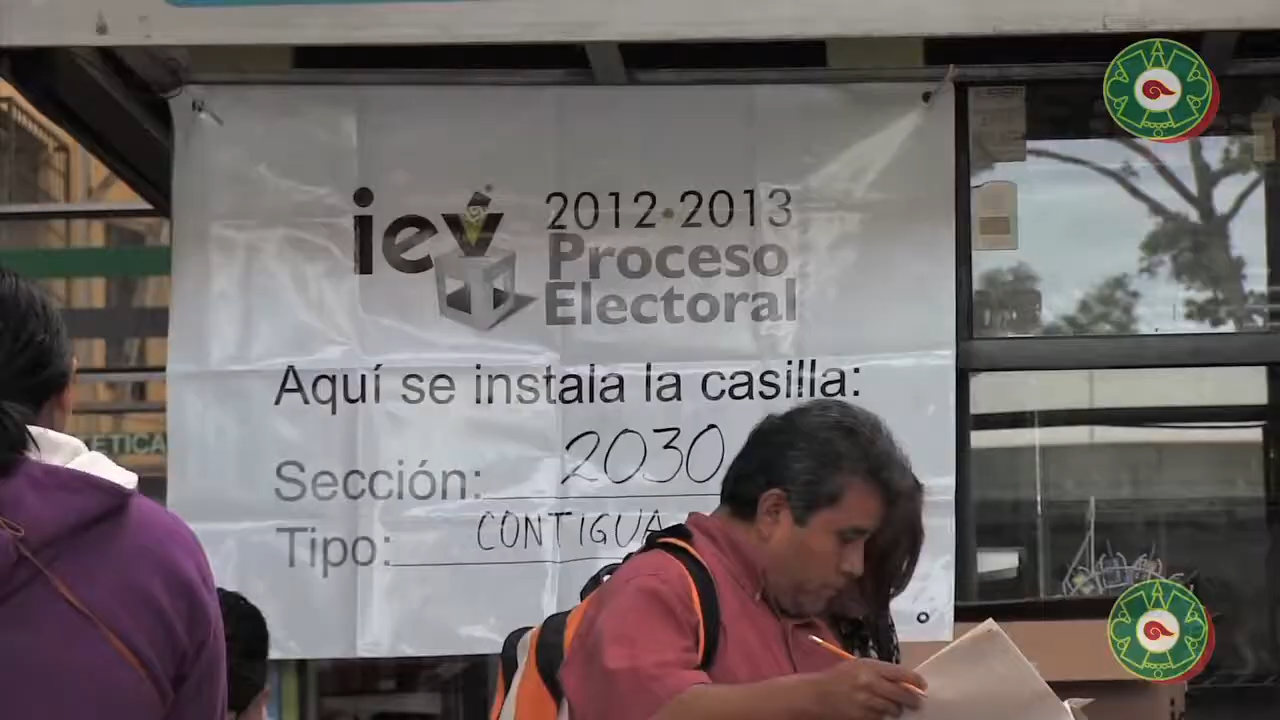 iev 2012·2013
Proceso
Electoral
Aquí se instala la casilla:
Sección: 2030
Tipo: CONTIGUA